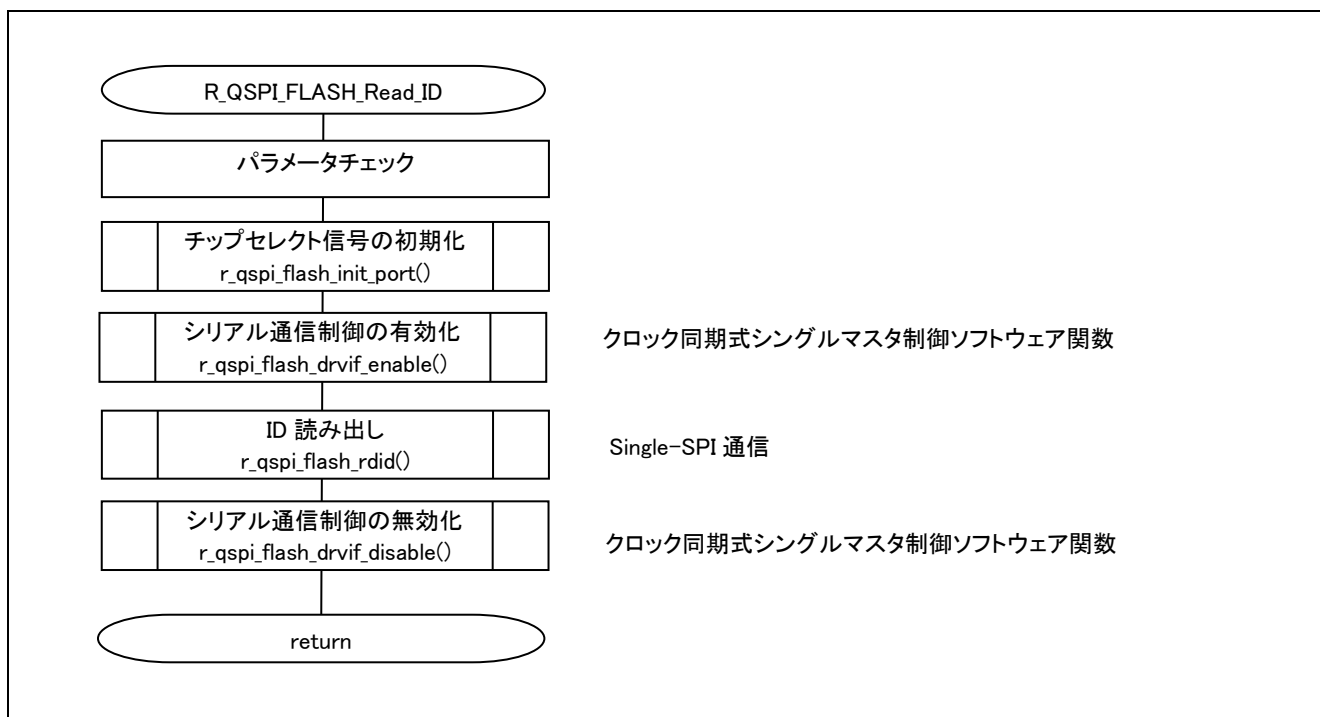 R_QSPI_FLASH_Read_ID
パラメータチェック
チップセレクト信号の初期化
r_qspi_flash_init_port()
シリアル通信制御の有効化
r_qspi_flash_drvif_enable()
クロック同期式シングルマスタ制御ソフトウェア関数
ID 読み出し
r_qspi_flash_rdid()
Single-SPI 通信
シリアル通信制御の無効化
r_qspi_flash_drvif_disable()
クロック同期式シングルマスタ制御ソフトウェア関数
return